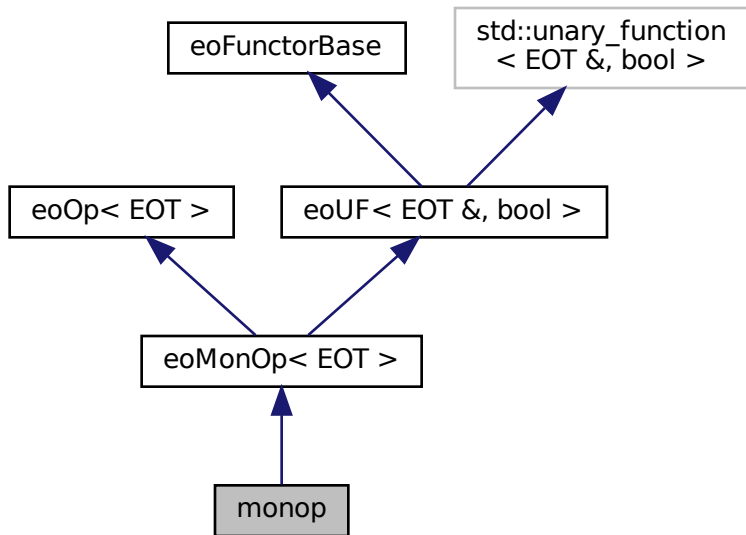 eoFunctorBase
std::unary_function
< EOT &, bool >
eoOp< EOT >
eoUF< EOT &, bool >
eoMonOp< EOT >
monop